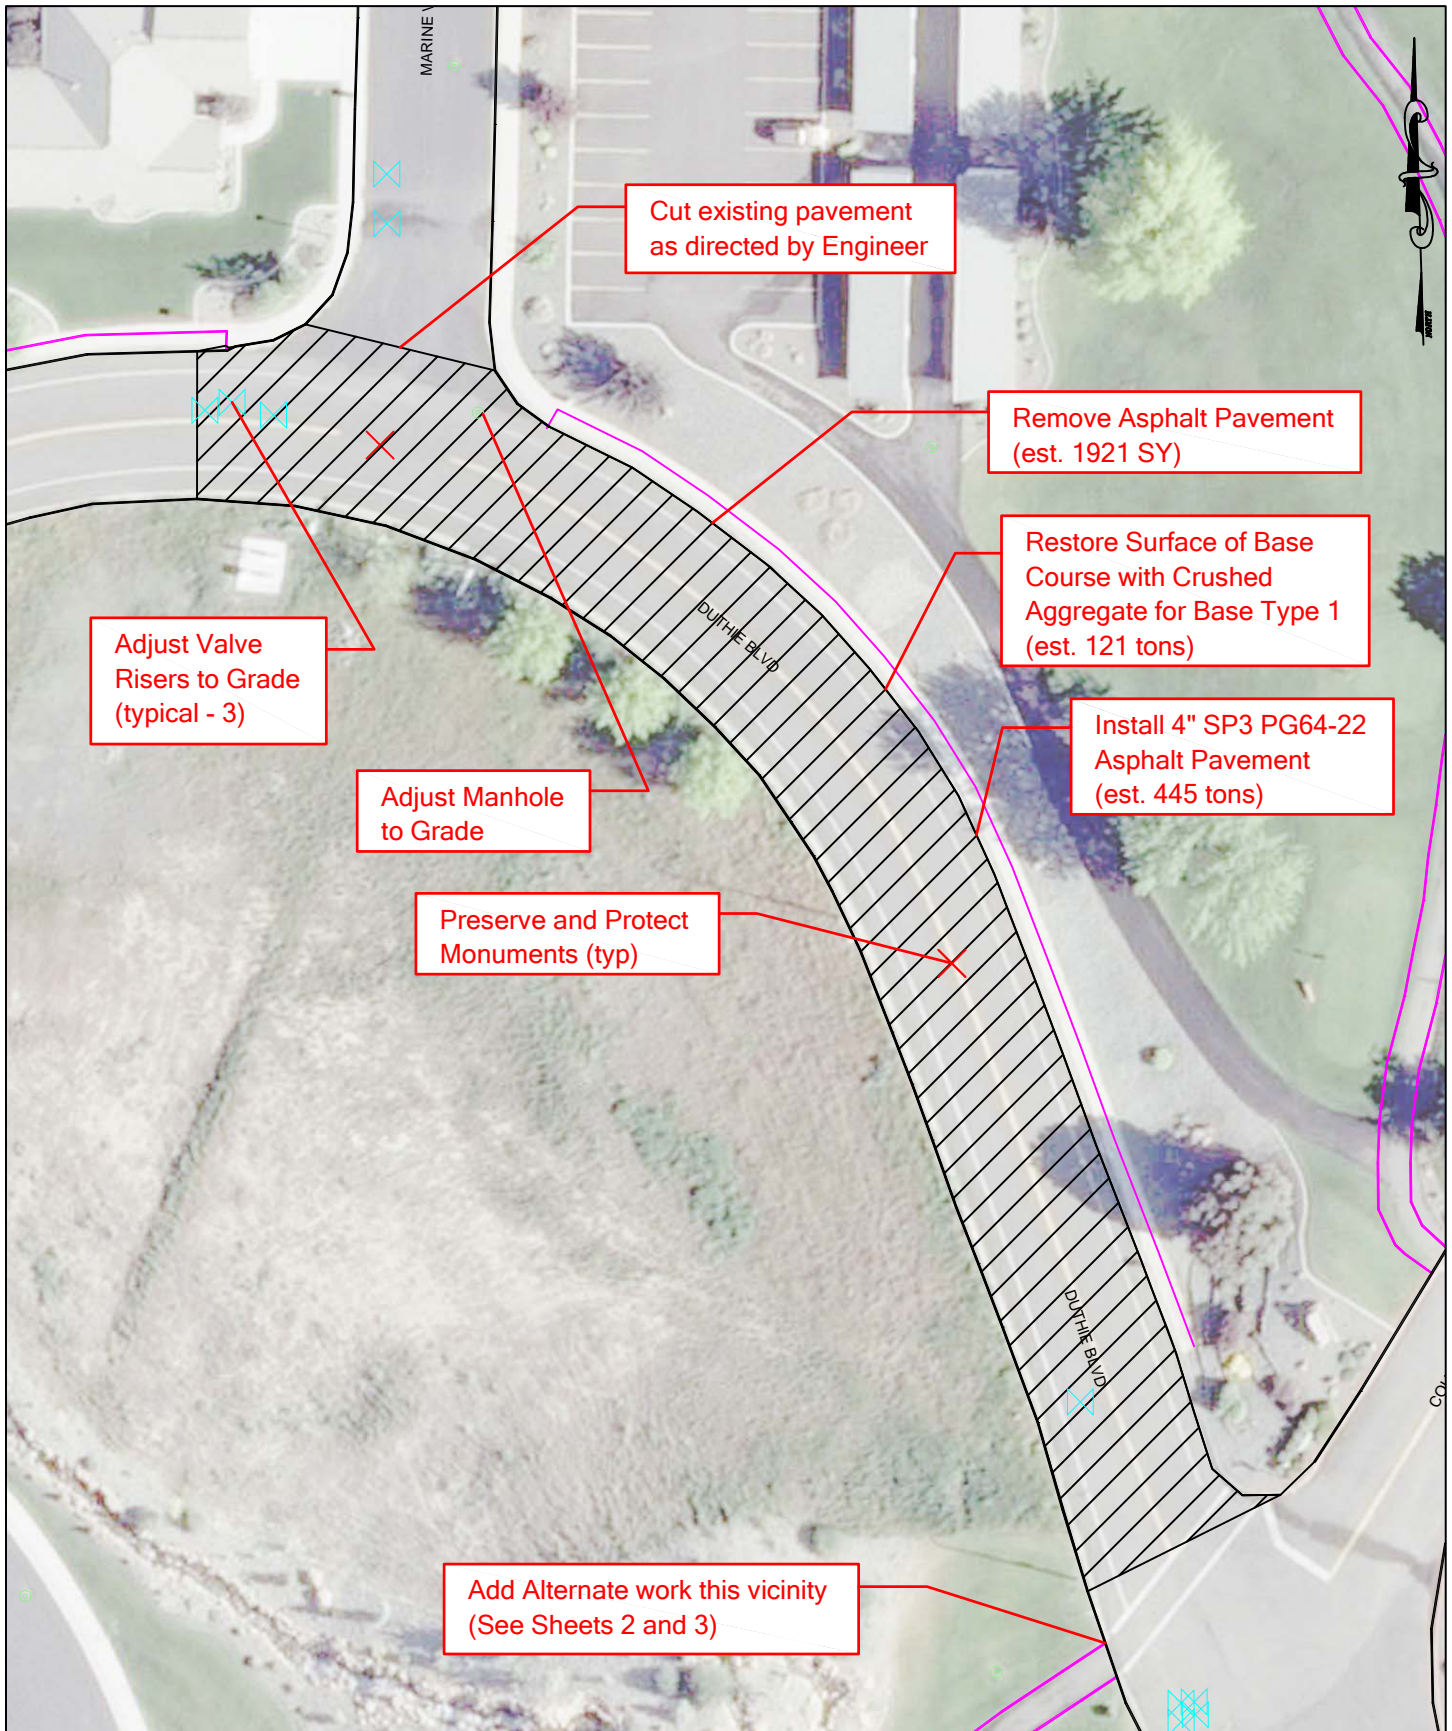 MARINE V
Cut existing pavement
as directed by Engineer
NORTH
Remove Asphalt Pavement
(est. 1921 SY)
Restore Surface of Base
Course with Crushed
Aggregate for Base Type 1
(est. 121 tons)
DUTHIE BLVD
Adjust Valve
Risers to Grade
(typical - 3)
Install 4" SP3 PG64-22
Asphalt Pavement
(est. 445 tons)
Adjust Manhole
to Grade
Preserve and Protect
Monuments (typ)
DUTHIE BLVD
Add Alternate work this vicinity
(See Sheets 2 and 3)